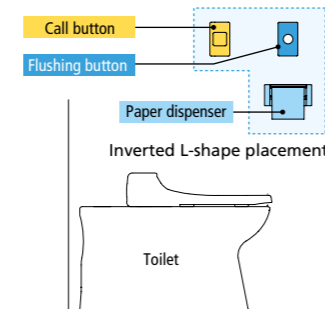 Call button
Flushing button
Paper dispenser
Inverted L-shape placement
Toilet